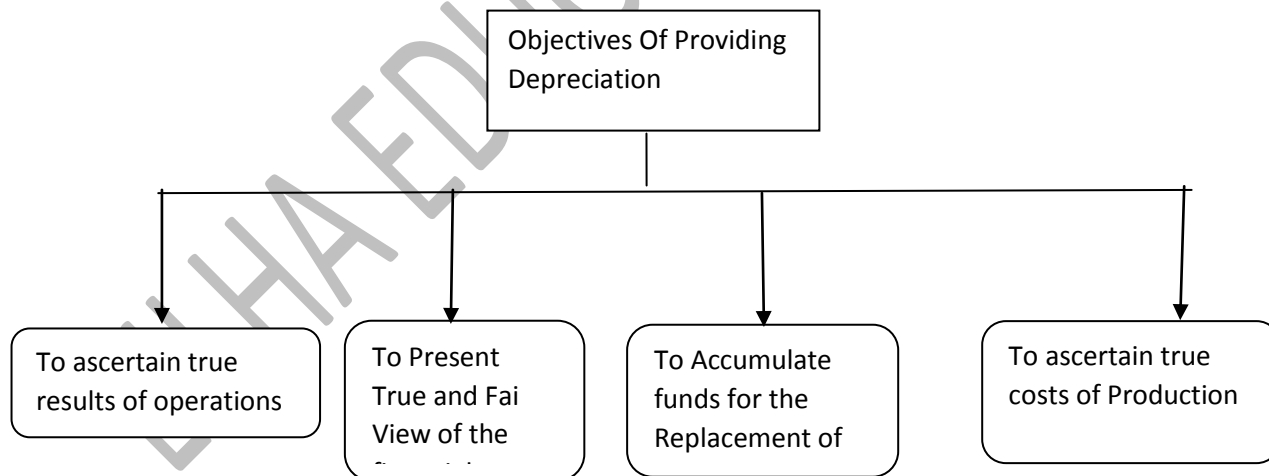 Objectives Of Providing
Depreciation
To ascertain true
results of operations
To Present
True and Fai
View of the
To Accumulate
funds for the
Replacement of
To ascertain true
costs of Production